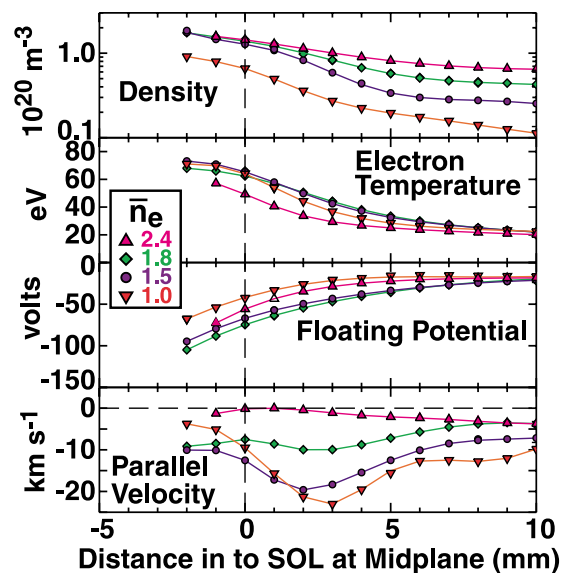 10²⁰ m⁻³
1.0
0.1
Density
eV
80
60
40
20
0
Electron
Temperature
n̄e
2.4
1.8
1.5
1.0
volts
0
-50
-100
-150
Floating Potential
km s⁻¹
0
-10
-20
Parallel
Velocity
-5 0 5 10
Distance in to SOL at Midplane (mm)